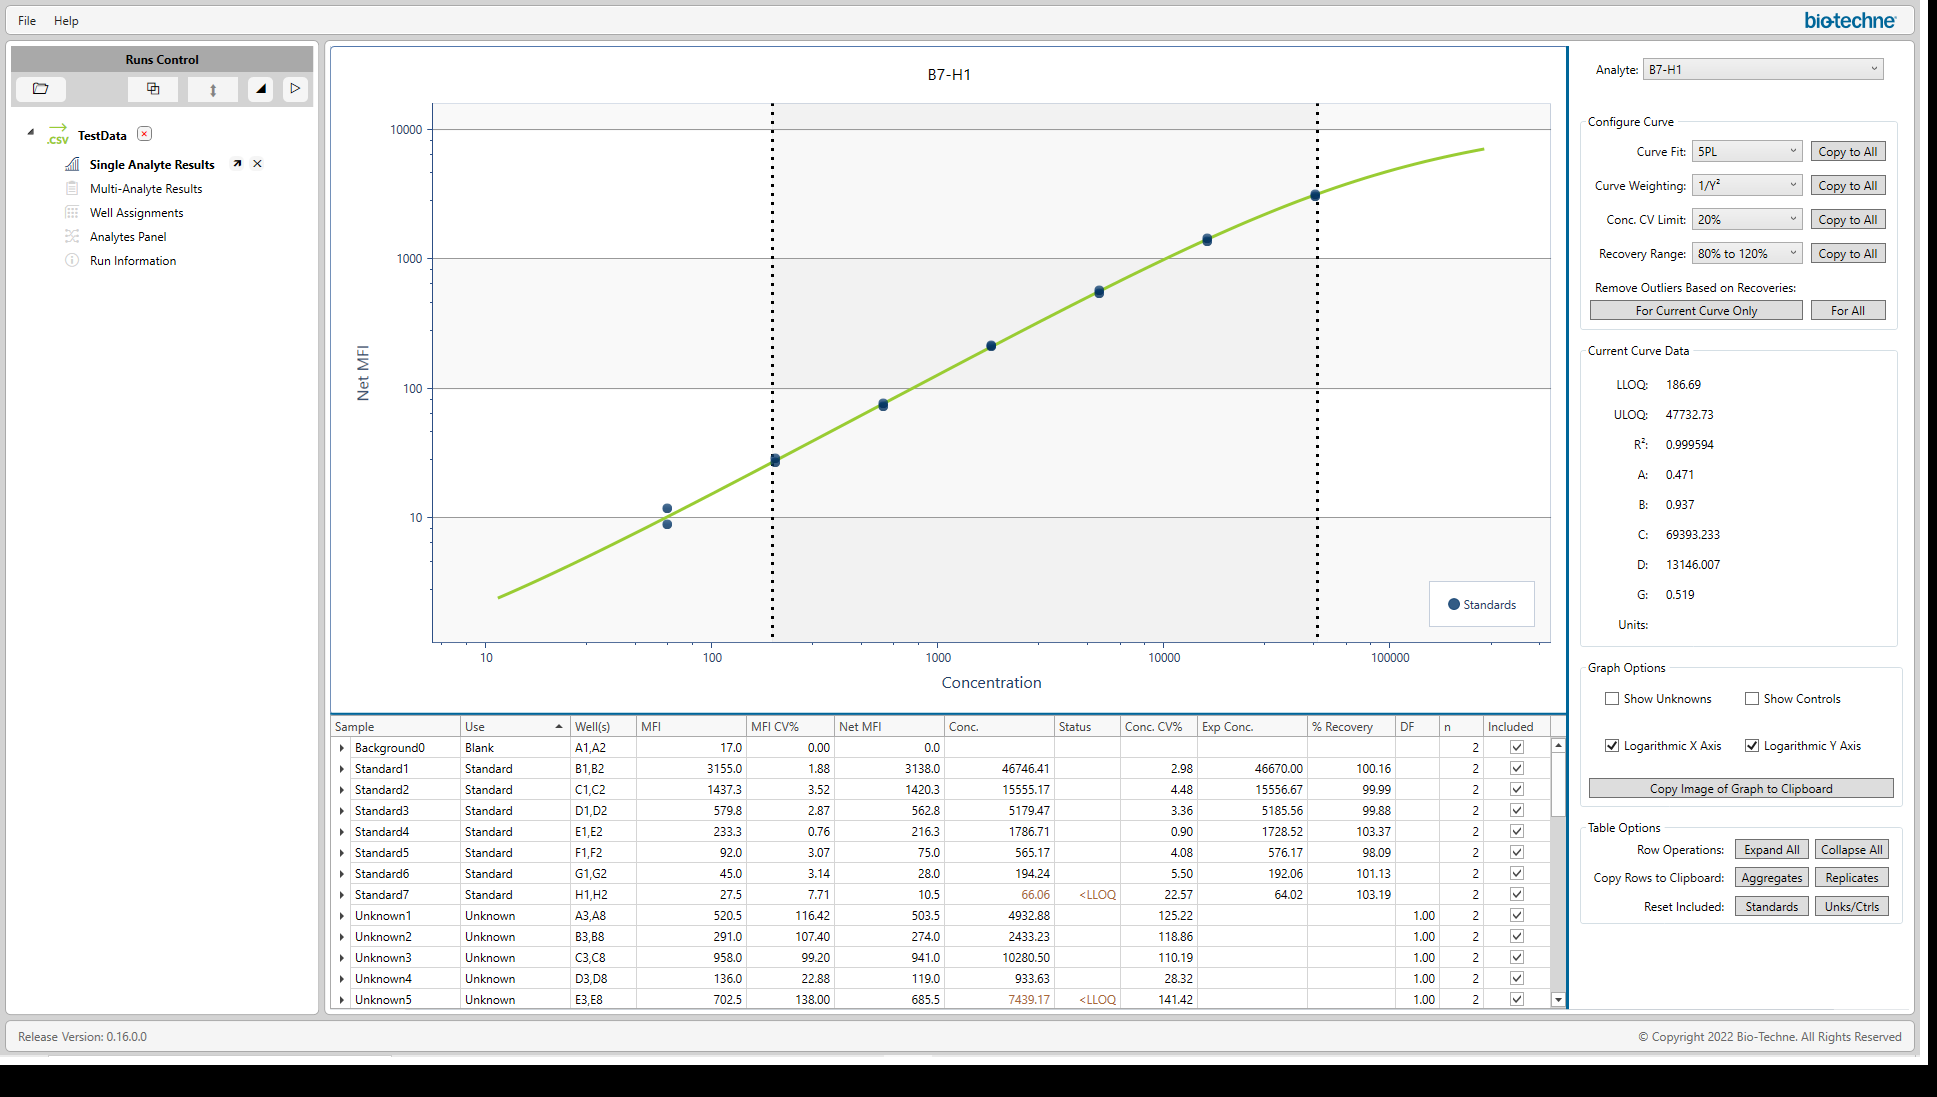 File Help
bio-techne
Runs Control
.csv TestData
Single Analyte Results
Multi-Analyte Results
Well Assignments
Analytes Panel
Run Information
B7-H1
10000
1000
100
10
Net MFI
Standards
10 100 1000 10000 100000
Concentration
Sample Use Well(s) MFI MFI CV% Net MFI Conc. Status Conc. CV% Exp Conc. % Recovery DF n Included
Background0 Blank A1,A2 17.0 0.00 0.0 2
Standard1 Standard B1,B2 3155.0 1.88 3138.0 46746.41 2.98 46670.00 100.16 2
Standard2 Standard C1,C2 1437.3 3.52 1420.3 15555.17 4.48 15556.67 99.99 2
Standard3 Standard D1,D2 579.8 2.87 562.8 5179.47 3.36 5185.56 99.88 2
Standard4 Standard E1,E2 233.3 0.76 216.3 1786.71 0.90 1728.52 103.37 2
Standard5 Standard F1,F2 92.0 3.07 75.0 565.17 4.08 576.17 98.09 2
Standard6 Standard G1,G2 45.0 3.14 28.0 194.24 5.50 192.06 101.13 2
Standard7 Standard H1,H2 27.5 7.71 10.5 66.06 <LLOQ 22.57 64.02 103.19 2
Unknown1 Unknown A3,A8 520.5 116.42 503.5 4932.88 125.22 1.00 2
Unknown2 Unknown B3,B8 291.0 107.40 274.0 2433.23 118.86 1.00 2
Unknown3 Unknown C3,C8 958.0 99.20 941.0 10280.50 110.19 1.00 2
Unknown4 Unknown D3,D8 136.0 22.88 119.0 933.63 28.32 1.00 2
Unknown5 Unknown E3,E8 702.5 138.00 685.5 7439.17 <LLOQ 141.42 1.00 2
Analyte: B7-H1
Configure Curve
Curve Fit: 5PL Copy to All
Curve Weighting: 1/Y² Copy to All
Conc. CV Limit: 20% Copy to All
Recovery Range: 80% to 120% Copy to All
Remove Outliers Based on Recoveries:
For Current Curve Only For All
Current Curve Data
LLOQ: 186.69
ULOQ: 47732.73
R²: 0.999594
A: 0.471
B: 0.937
C: 69393.233
D: 13146.007
G: 0.519
Units:
Graph Options
Show Unknowns Show Controls
Logarithmic X Axis Logarithmic Y Axis
Copy Image of Graph to Clipboard
Table Options
Row Operations: Expand All Collapse All
Copy Rows to Clipboard: Aggregates Replicates
Reset Included: Standards Unks/Ctrls
Release Version: 0.16.0.0
© Copyright 2022 Bio-Techne. All Rights Reserved